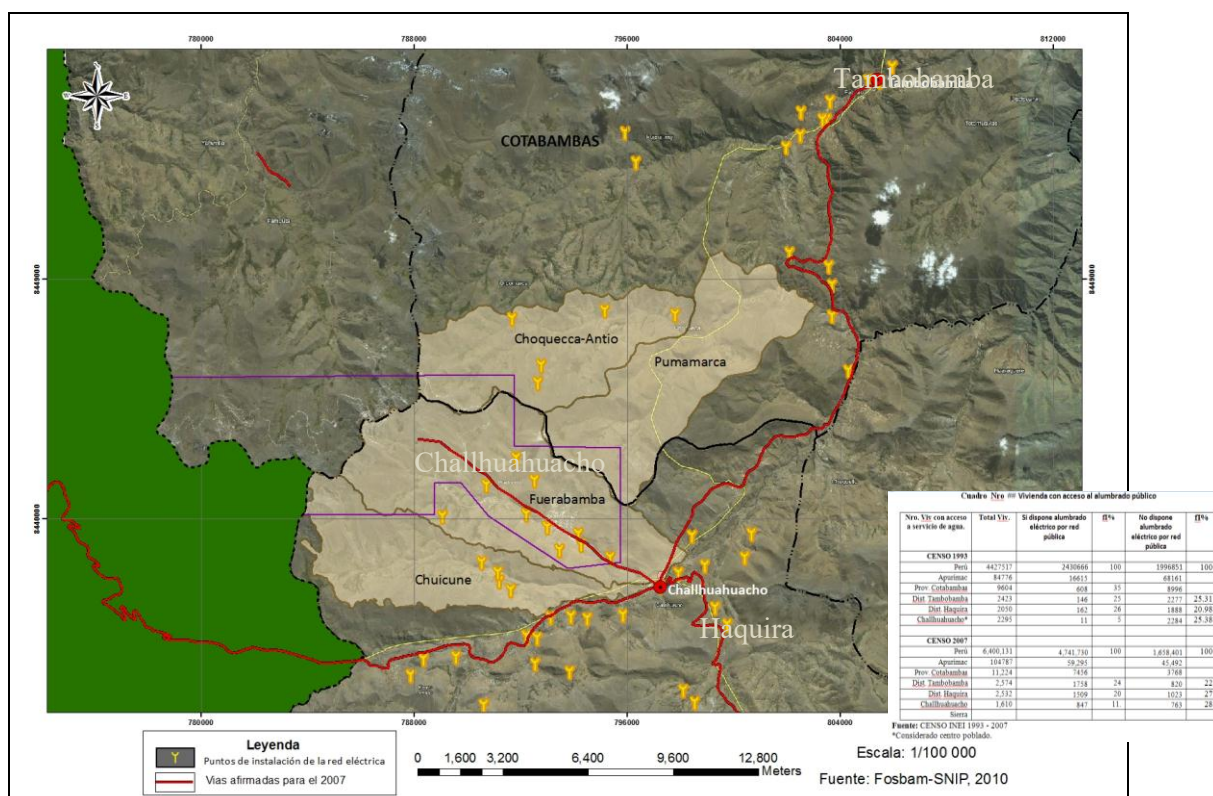 780000 788000 796000 804000 812000
Tambobamba
COTABAMBAS
8449000 8449000
Choquecca-Antio
Pumamarca
Challhuahuacho
Fuerabamba
8440000
Chuicune
Challhuahuacho
Haquira
780000 788000 796000 804000
Cuadro Nro ## Vivienda con acceso al alumbrado público
Nro. Viv con acceso a servicio de agua. Total Viv. Si dispone alumbrado eléctrico por red pública fi% No dispone alumbrado eléctrico por red pública fi%
CENSO 1993
Perú 4427517 2430666 100 1996851 100
Apurímac 84776 16615 68161
Prov. Cotabambas 9604 608 35 8996
Dist. Tambobamba 2423 146 25 2277 25.31
Dist. Haquira 2050 162 26 1888 20.98
Challhuahuacho* 2295 11 5 2284 25.38
CENSO 2007
Perú 6,400,131 4,741,730 100 1,658,401 100
Apurímac 104787 59,295 45,492
Prov. Cotabambas 11,224 7456 3768
Dist. Tambobamba 2,574 1758 24 820 22
Dist. Haquira 2,532 1509 20 1023 27
Challhuahuacho 1,610 847 11. 763 28
Sierra
Fuente: CENSO INEI 1993 - 2007
*Considerado centro poblado.
Leyenda
Puntos de instalación de la red eléctrica
Vias afirmadas para el 2007
0 1,600 3,200 6,400 9,600 12,800
Meters
Escala: 1/100 000
Fuente: Fosbam-SNIP, 2010